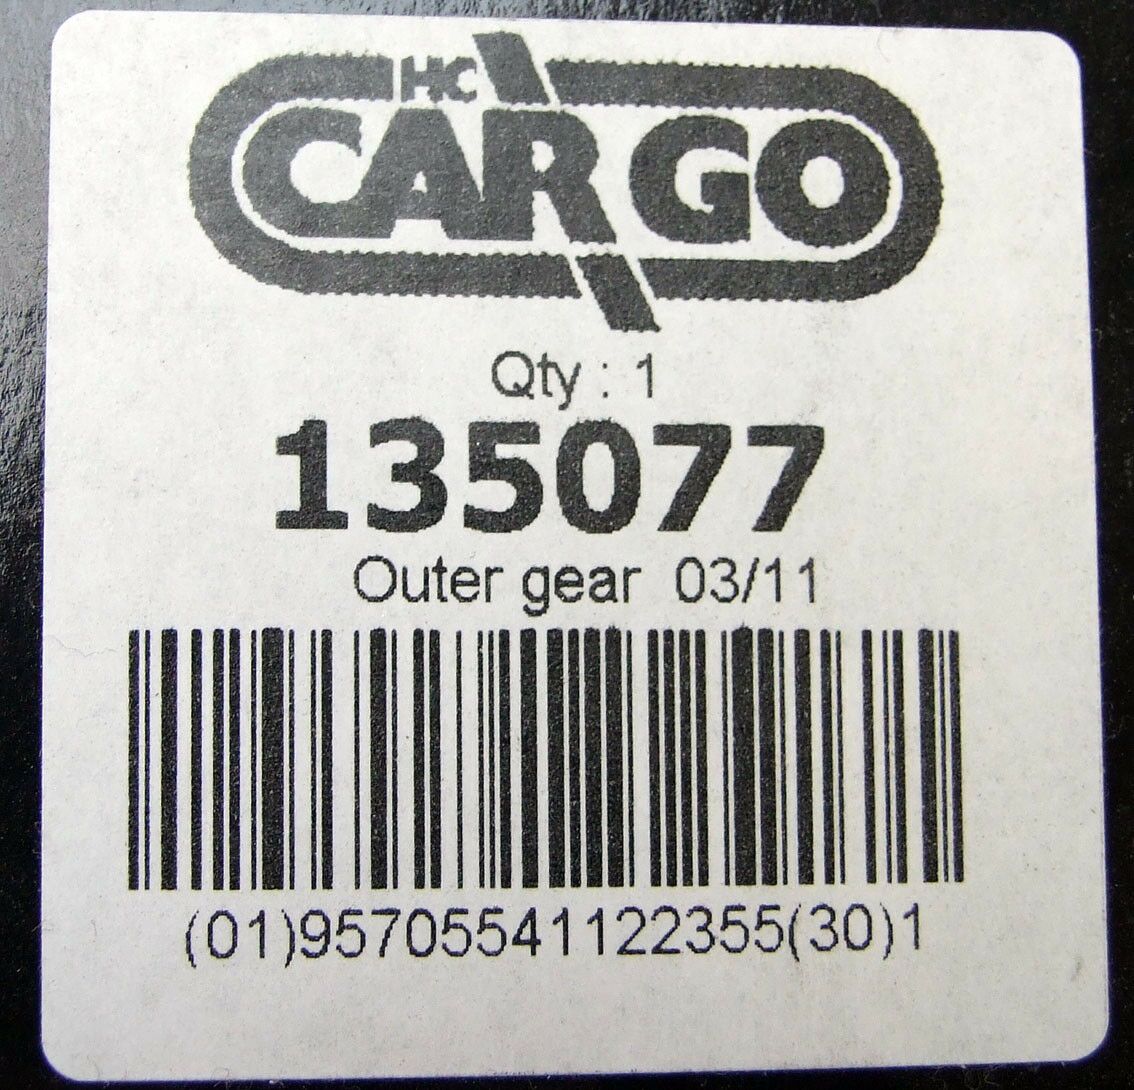 HC
CARGO
Qty : 1
135077
Outer gear 03/11
(01)95705541122355(30)1